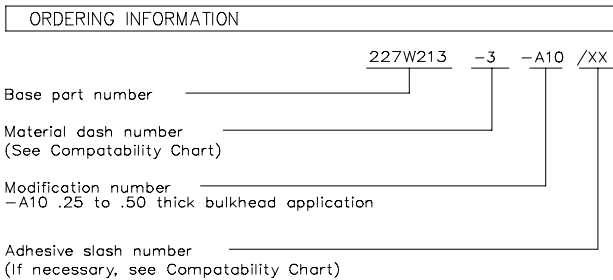 ORDERING INFORMATION
227W213 -3 -A10 /XX
Base part number
Material dash number
(See Compatability Chart)
Modification number
-A10 .25 to .50 thick bulkhead application
Adhesive slash number
(If necessary, see Compatability Chart)